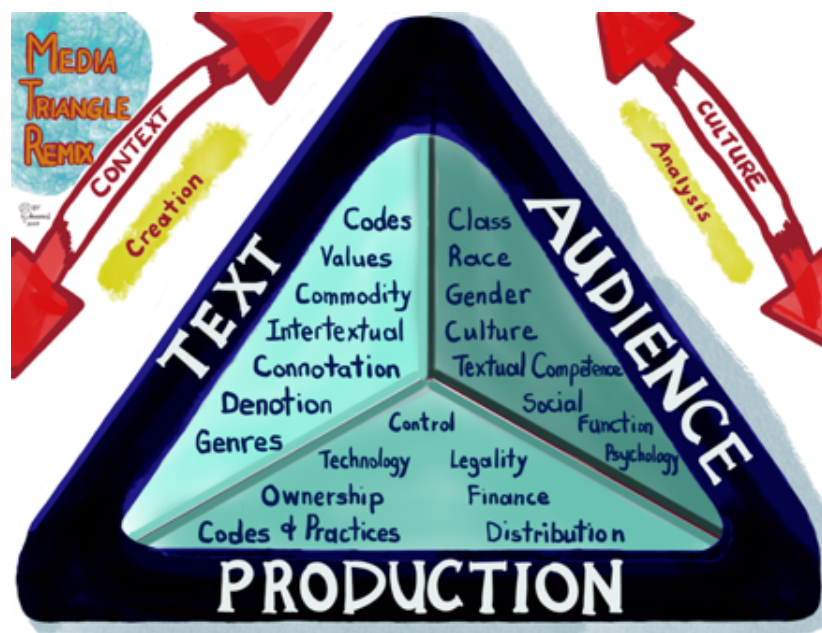 MEDIA
TRIANGLE
REMIX
CONTEXT
Creation
CULTURE
Analysis
TEXT
Codes
Values
Commodity
Intertextual
Connotation
Denotion
Genres
AUDIENCE
Class
Race
Gender
Culture
Textual Competence
Social
Function
Psychology
Control
Technology Legality
Ownership Finance
Codes & Practices Distribution
PRODUCTION